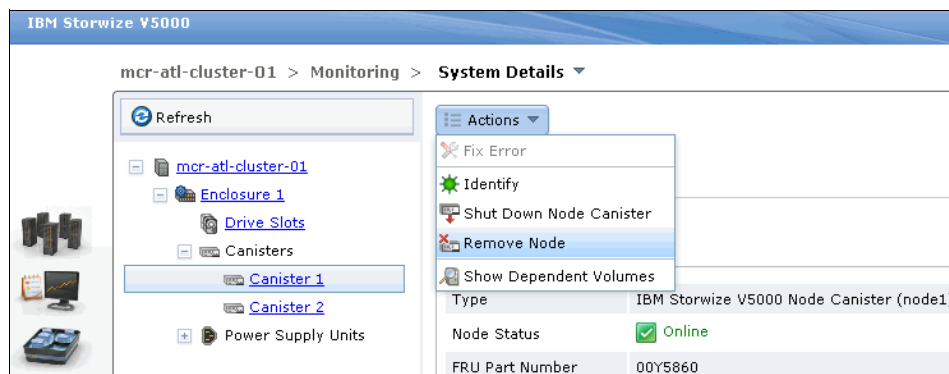 IBM Storwize V5000
mcr-atl-cluster-01 > Monitoring > System Details
Refresh
mcr-atl-cluster-01
Enclosure 1
Drive Slots
Canisters
Canister 1
Canister 2
Power Supply Units
Actions
Fix Error
Identify
Shut Down Node Canister
Remove Node
Show Dependent Volumes
Type IBM Storwize V5000 Node Canister (node1)
Node Status Online
FRU Part Number 00Y5860